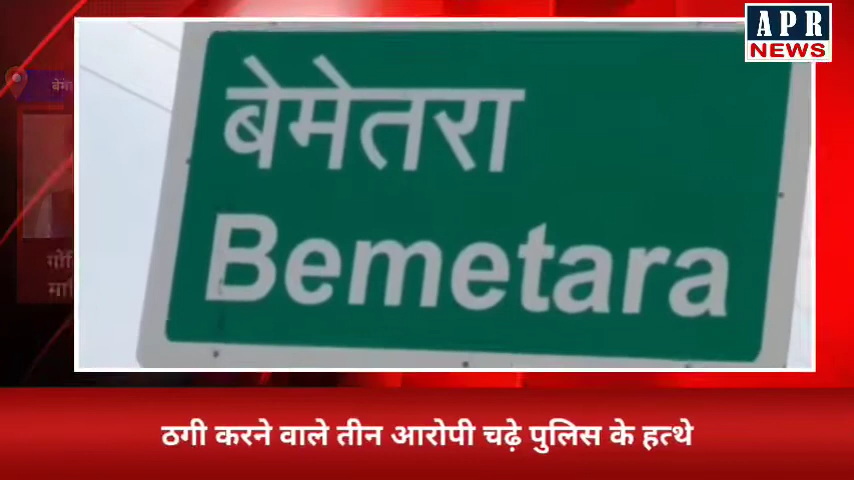 APR
NEWS
बेमेतरा
Bemetara
ठगी करने वाले तीन आरोपी चढ़े पुलिस के हत्थे